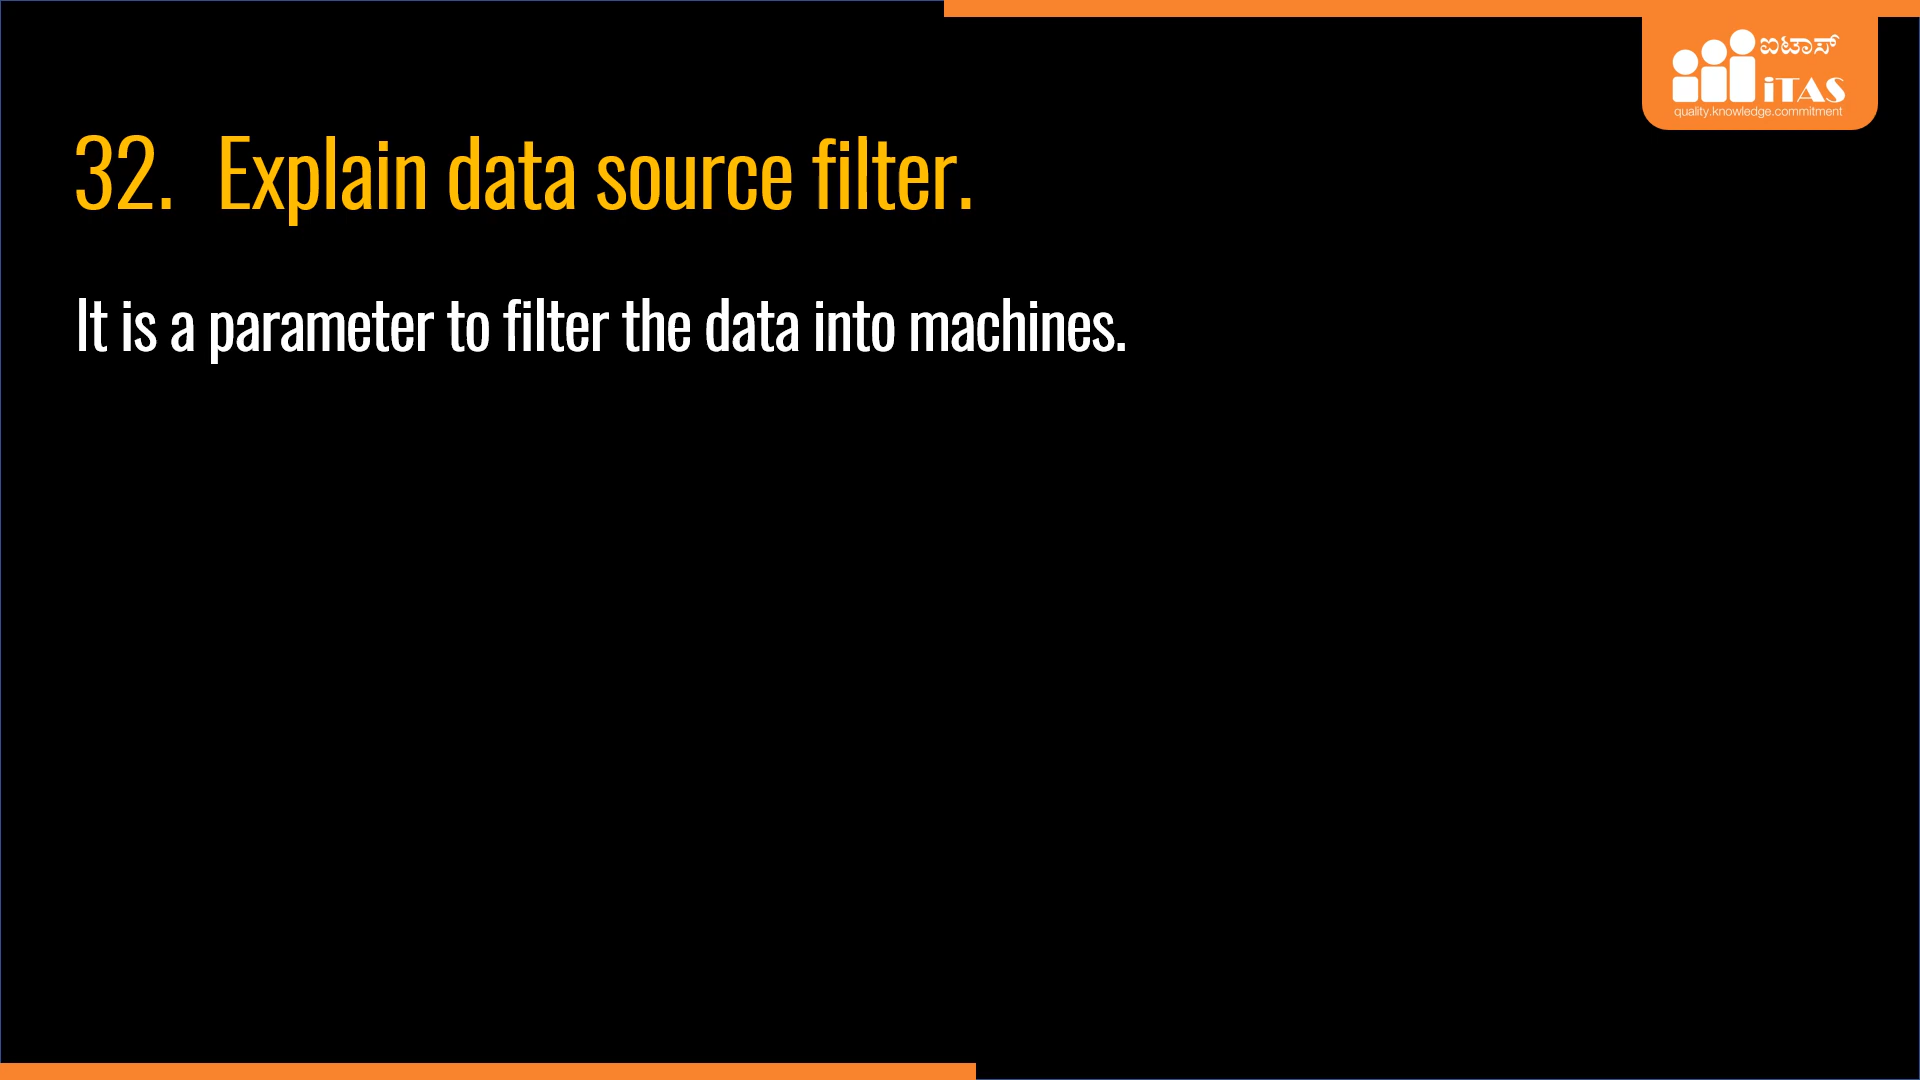 ಐಟಾಸ್
iTAS
quality.knowledge.commitment
32. Explain data source filter.
It is a parameter to filter the data into machines.